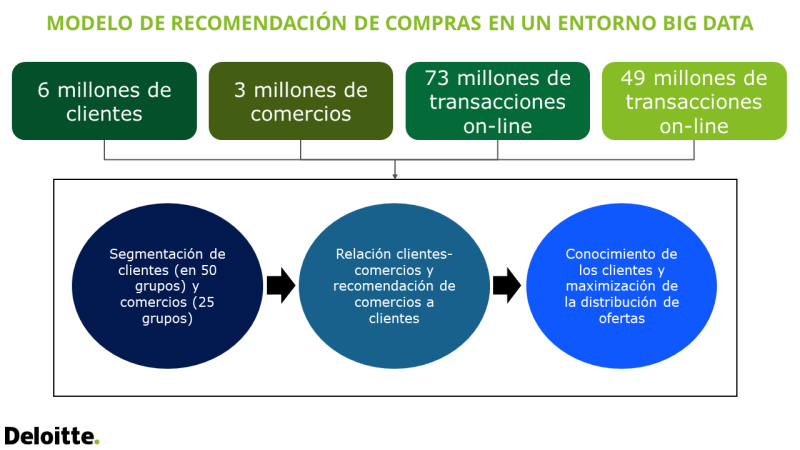 MODELO DE RECOMENDACIÓN DE COMPRAS EN UN ENTORNO BIG DATA
6 millones de
clientes
3 millones de
comercios
73 millones de
transacciones
on-line
49 millones de
transacciones
on-line
Segmentación de
clientes (en 50
grupos) y
comercios (25
grupos)
Relación clientes-
comercios y
recomendación de
comercios a
clientes
Conocimiento de
los clientes y
maximización de
la distribución de
ofertas
Deloitte.